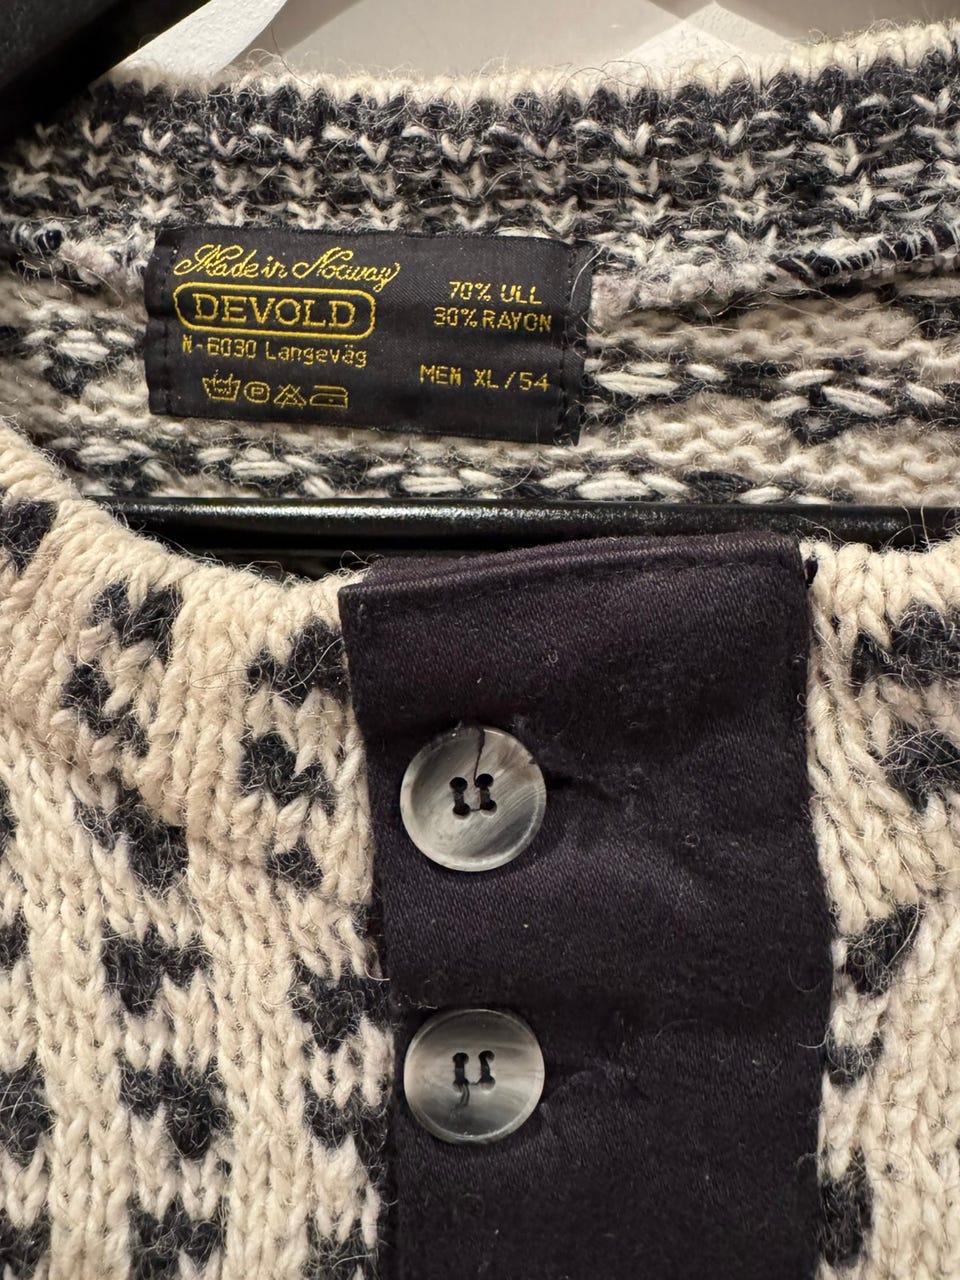 Made in Norway
DEVOLD
N-6030 Langevåg
P
70% ULL
30% RAYON
MEN XL/54